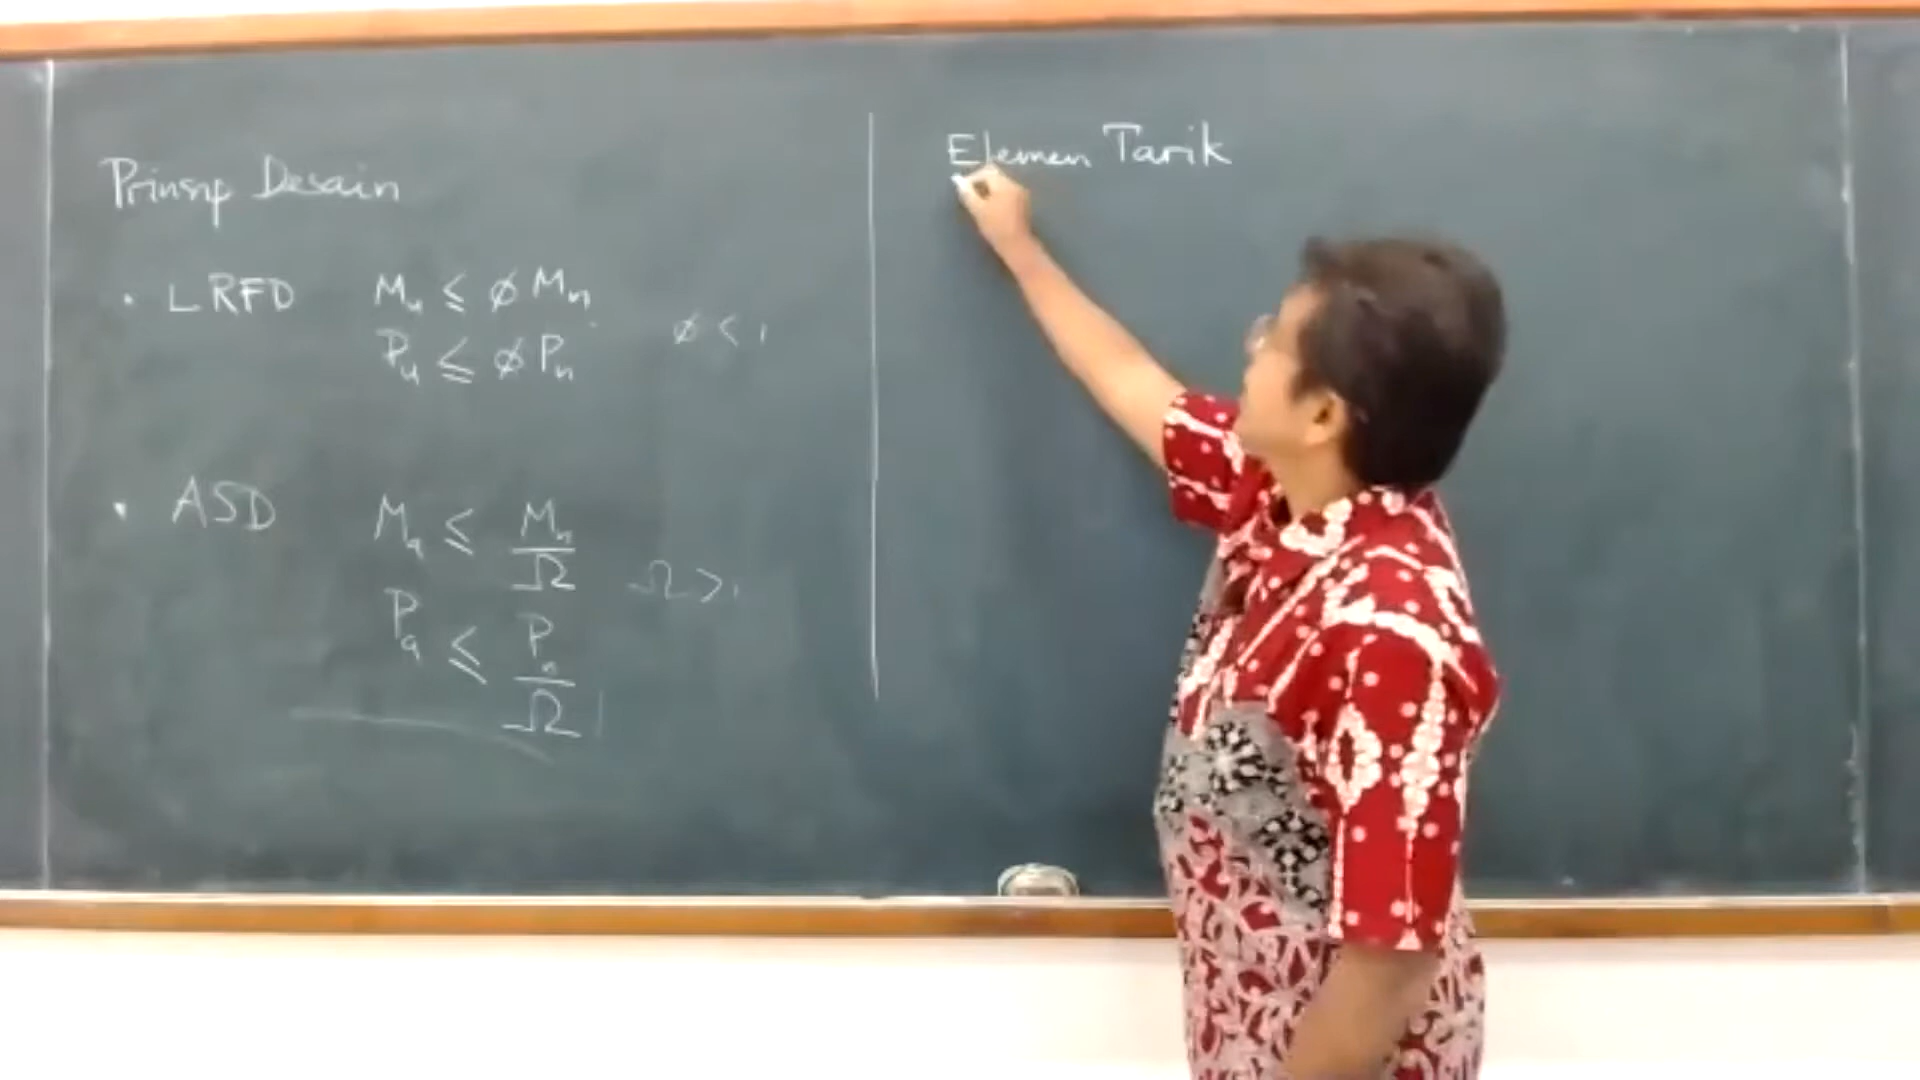 Prinsip Desain
• LRFD Mu ≤ ø Mn
Pu ≤ ø Pn ø < 1
• ASD Ma ≤ Mn/Ω Ω > 1
Pa ≤ Pn/Ω
Elemen Tarik